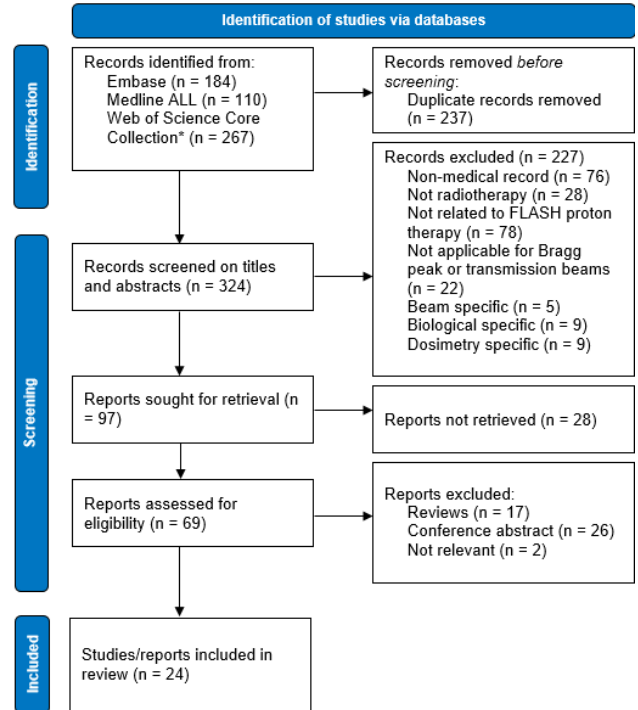 Identification of studies via databases
Identification
Records identified from:
Embase (n = 184)
Medline ALL (n = 110)
Web of Science Core
Collection* (n = 267)
Records removed before
screening:
Duplicate records removed
(n = 237)
Screening
Records screened on titles
and abstracts (n = 324)
Records excluded (n = 227)
Non-medical record (n = 76)
Not radiotherapy (n = 28)
Not related to FLASH proton
therapy (n = 78)
Not applicable for Bragg
peak or transmission beams
(n = 22)
Beam specific (n = 5)
Biological specific (n = 9)
Dosimetry specific (n = 9)
Reports sought for retrieval (n
= 97)
Reports not retrieved (n = 28)
Reports assessed for
eligibility (n = 69)
Reports excluded:
Reviews (n = 17)
Conference abstract (n = 26)
Not relevant (n = 2)
Included
Studies/reports included in
review (n = 24)